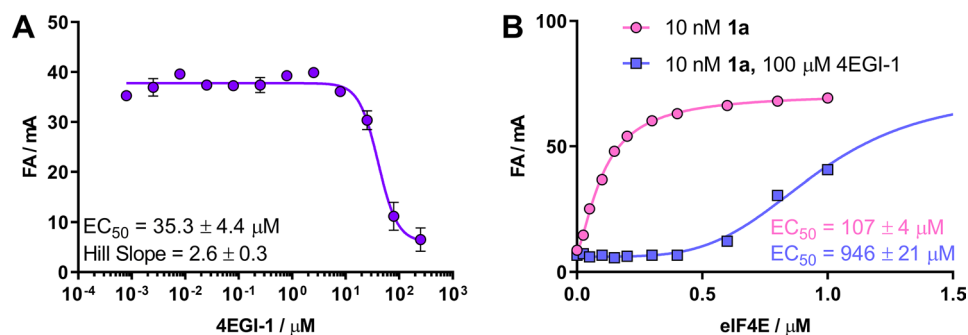 A
50
40
30
20
10
0
FA / mA
EC50 = 35.3 ± 4.4 μM
Hill Slope = 2.6 ± 0.3
10-4 10-3 10-2 10-1 100 101 102 103
4EGI-1 / μM
B
10 nM 1a
10 nM 1a, 100 μM 4EGI-1
100
50
0
FA / mA
EC50 = 107 ± 4 μM
EC50 = 946 ± 21 μM
0.0 0.5 1.0 1.5
eIF4E / μM